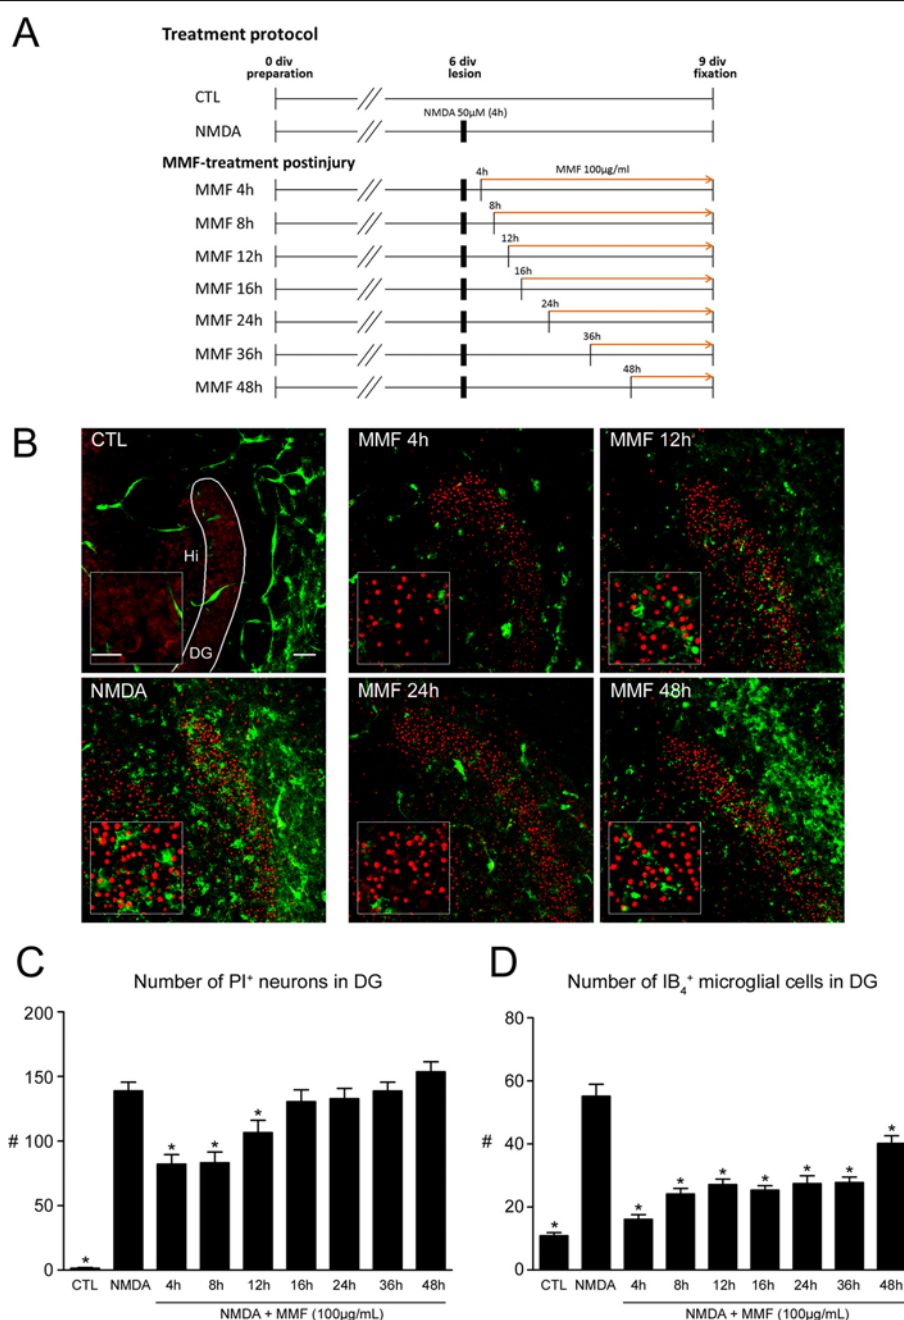 A
Treatment protocol
0 div
preparation
6 div
lesion
9 div
fixation
CTL
NMDA 50µM (4h)
NMDA
MMF-treatment postinjury
4h
MMF 100µg/ml
MMF 4h
8h
MMF 8h
12h
MMF 12h
16h
MMF 16h
24h
MMF 24h
36h
MMF 36h
48h
MMF 48h
B
CTL
Hi
DG
MMF 4h
MMF 12h
NMDA
MMF 24h
MMF 48h
C
Number of PI⁺ neurons in DG
200
150
100
50
0
#
* * * *
CTL NMDA 4h 8h 12h 16h 24h 36h 48h
NMDA + MMF (100µg/mL)
D
Number of IB₄⁺ microglial cells in DG
80
60
40
20
0
#
* * * * * * * *
CTL NMDA 4h 8h 12h 16h 24h 36h 48h
NMDA + MMF (100µg/mL)